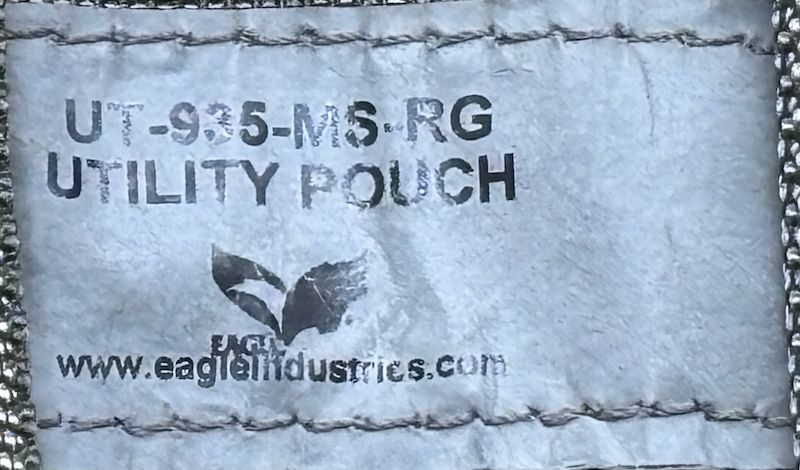 UT-935-MS-RG
UTILITY POUCH
EAGLE
www.eagleindustries.com